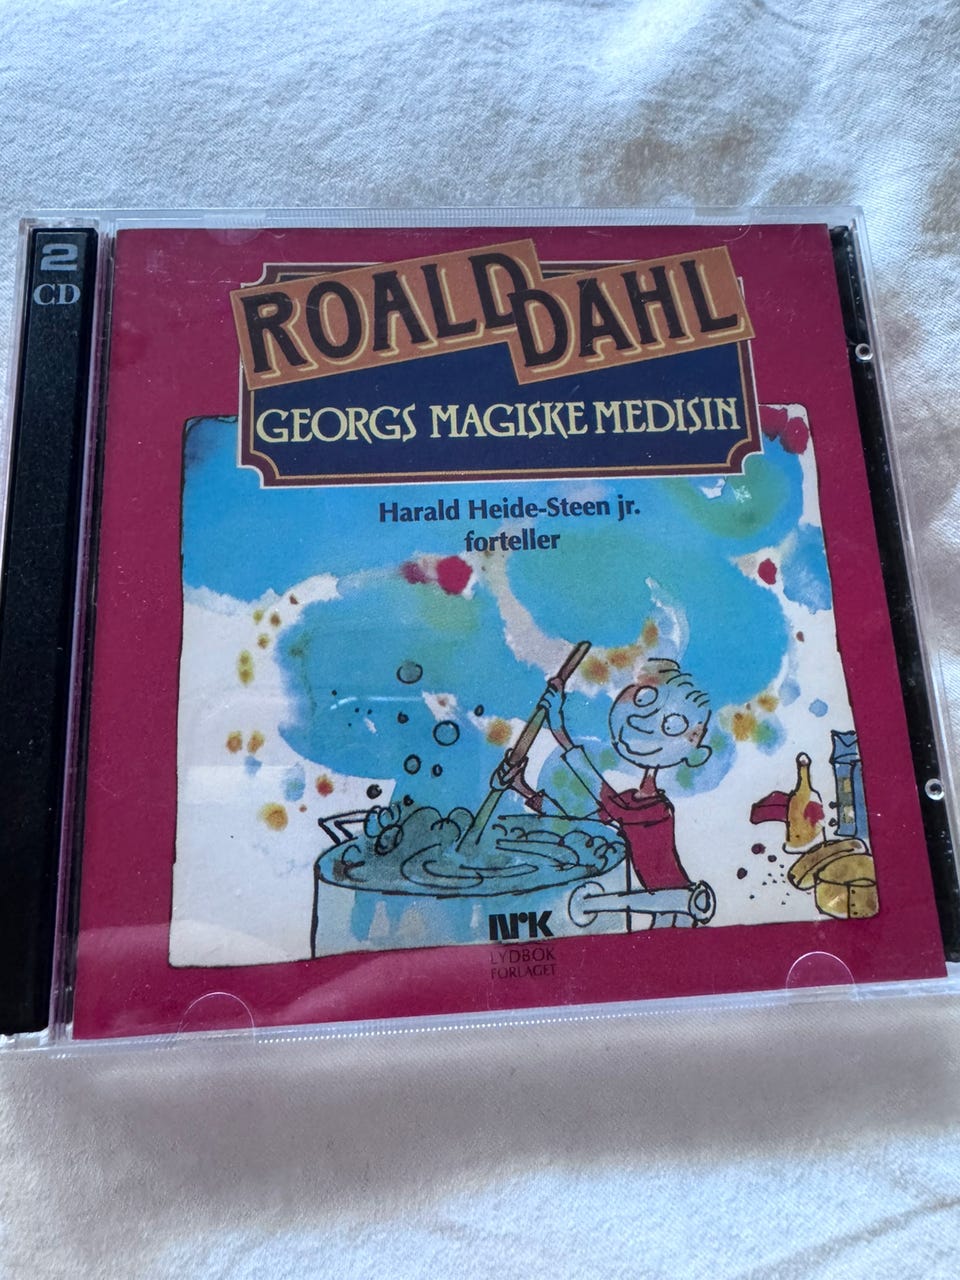 2
CD
ROALD DAHL
GEORGS MAGISKE MEDISIN
Harald Heide-Steen jr.
forteller
NRK
LYDBOK
FORLAGET